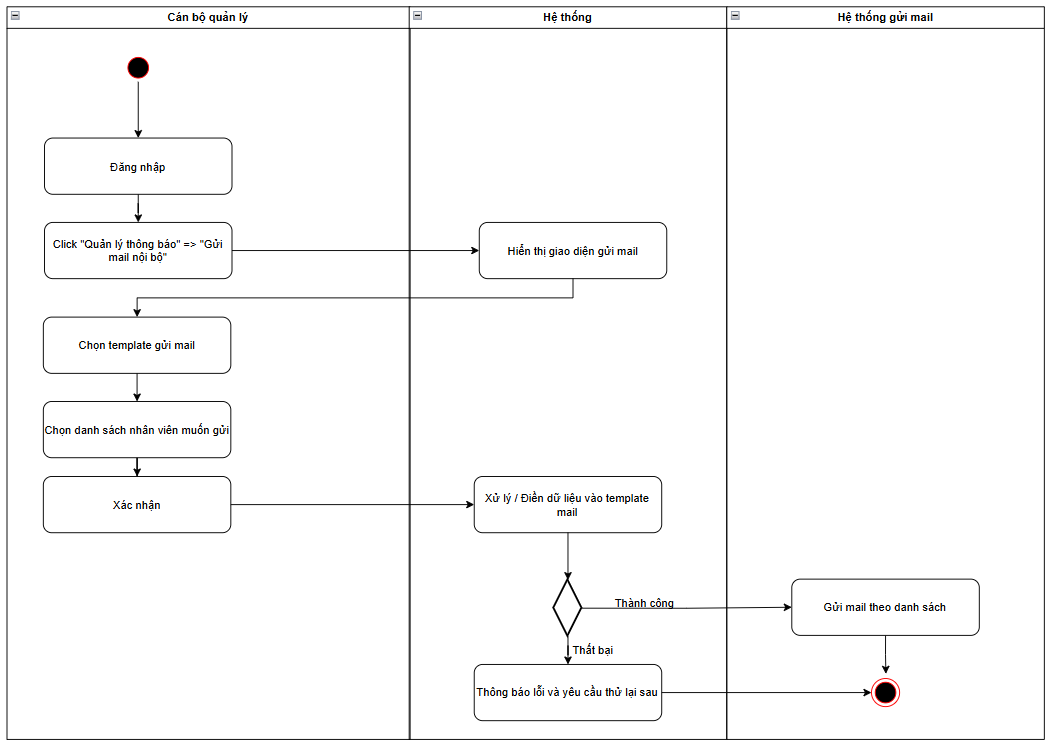 Cán bộ quản lý
Hệ thống
Hệ thống gửi mail
Đăng nhập
Click "Quản lý thông báo" => "Gửi
mail nội bộ"
Hiển thị giao diện gửi mail
Chọn template gửi mail
Chọn danh sách nhân viên muốn gửi
Xác nhận
Xử lý / Điền dữ liệu vào template
mail
Thành công
Gửi mail theo danh sách
Thất bại
Thông báo lỗi và yêu cầu thử lại sau